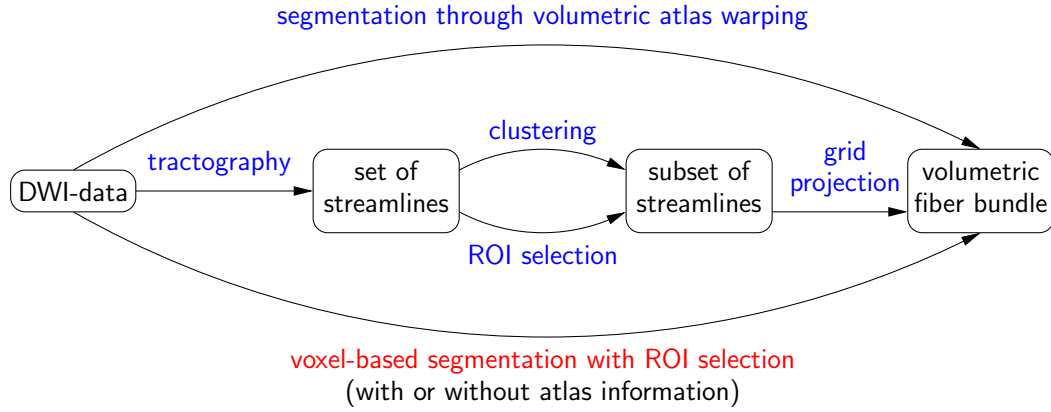 segmentation through volumetric atlas warping
clustering
tractography
grid
projection
DWI-data
set of
streamlines
subset of
streamlines
volumetric
fiber bundle
ROI selection
voxel-based segmentation with ROI selection
(with or without atlas information)